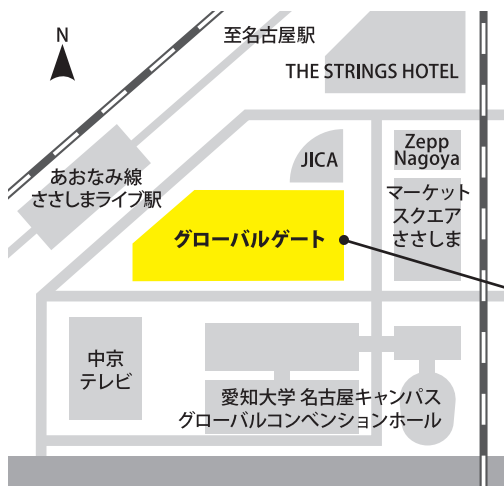 N
至名古屋駅
THE STRINGS HOTEL
JICA
Zepp
Nagoya
あおなみ線
ささしまライブ駅
マーケット
スクエア
ささしま
グローバルゲート
中京
テレビ
愛知大学 名古屋キャンパス
グローバルコンベンションホール